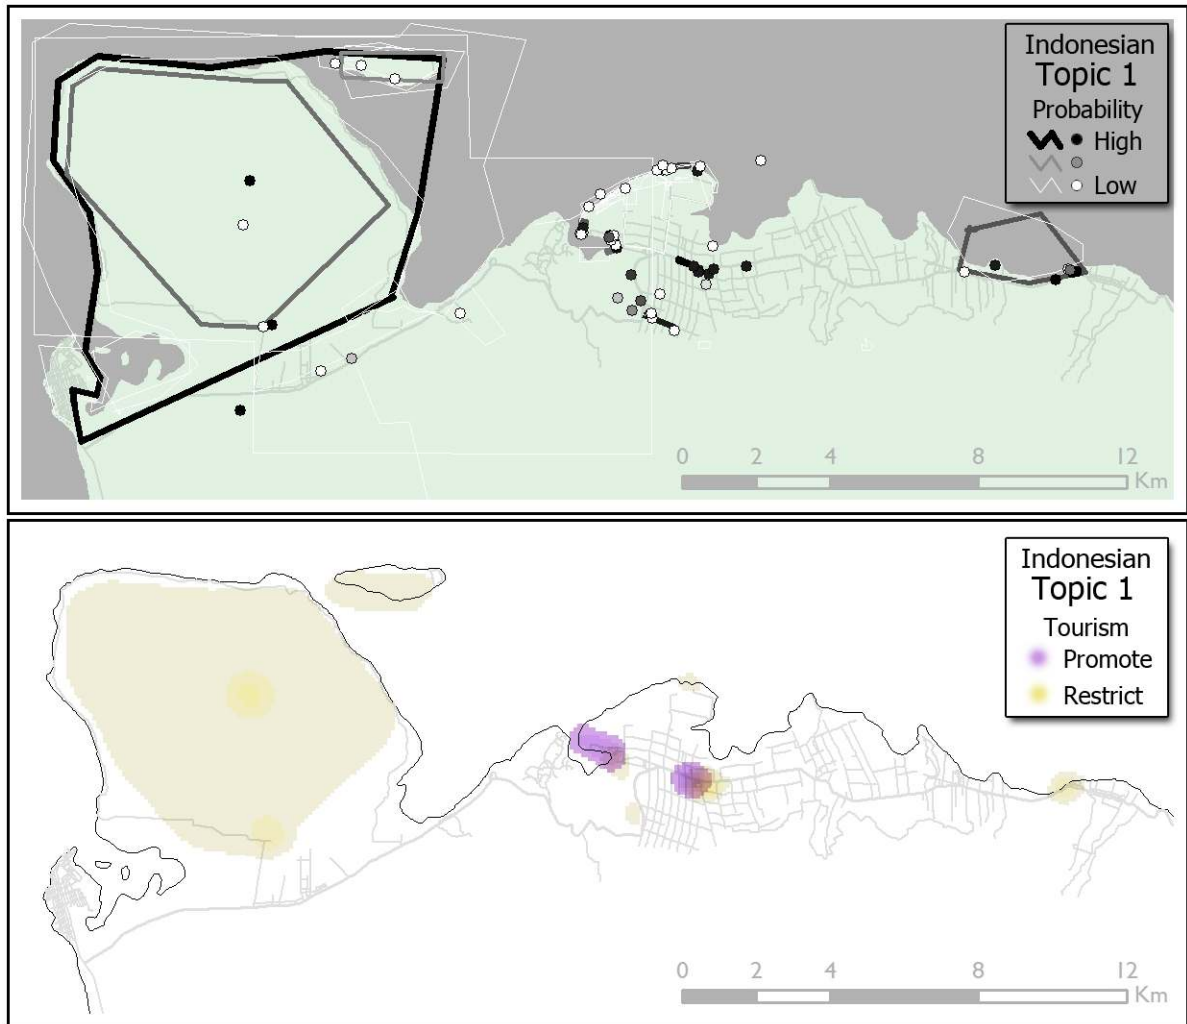 Indonesian
Topic 1
Probability
High
Low
0 2 4 8 12
Km
Indonesian
Topic 1
Tourism
Promote
Restrict
0 2 4 8 12
Km